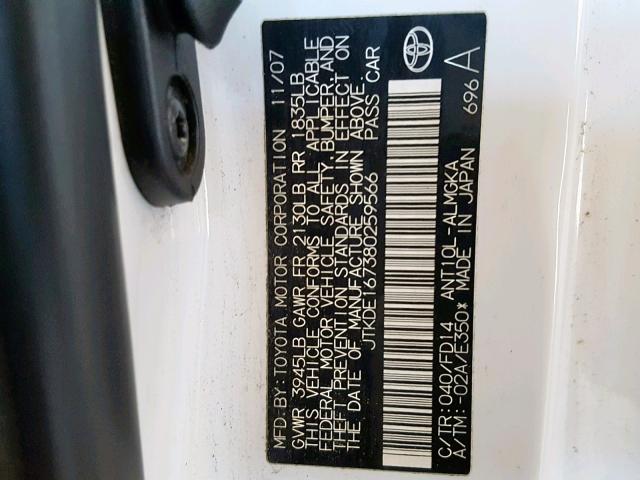 MFD.BY:TOYOTA MOTOR CORPORATION 11/07
GVWR 3945LB GAWR FR 2130LB RR 1835LB
THIS VEHICLE CONFORMS TO ALL APPLICABLE
FEDERAL MOTOR VEHICLE SAFETY,BUMPER,AND
THEFT PREVENTION STANDARDS IN EFFECT ON
THE DATE OF MANUFACTURE SHOWN ABOVE.
JTKDE167380259566 PASS CAR
C/TR:040/FD14 ANT10L-ALMGKA
A/TM:-02A/E350* MADE IN JAPAN 696 A